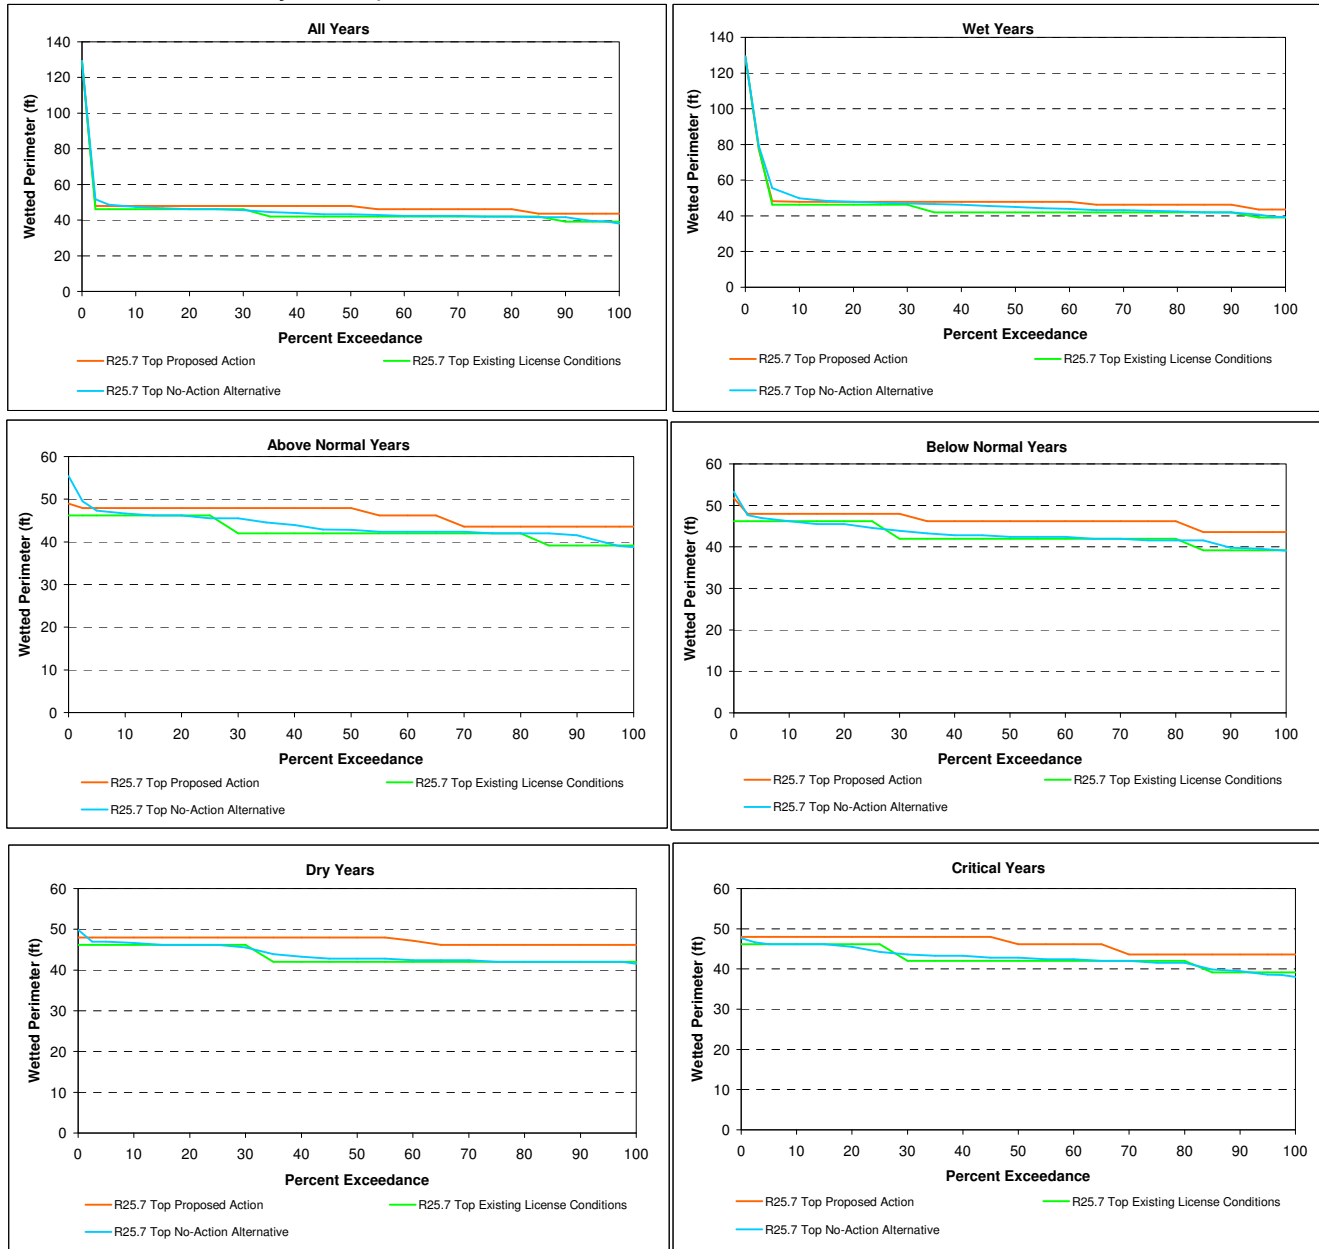 All Years
140
120
100
80
60
40
20
0
Wetted Perimeter (ft)
0 10 20 30 40 50 60 70 80 90 100
Percent Exceedance
R25.7 Top Proposed Action
R25.7 Top Existing License Conditions
R25.7 Top No-Action Alternative
Wet Years
140
120
100
80
60
40
20
0
Wetted Perimeter (ft)
0 10 20 30 40 50 60 70 80 90 100
Percent Exceedance
R25.7 Top Proposed Action
R25.7 Top Existing License Conditions
R25.7 Top No-Action Alternative
Above Normal Years
60
50
40
30
20
10
0
Wetted Perimeter (ft)
0 10 20 30 40 50 60 70 80 90 100
Percent Exceedance
R25.7 Top Proposed Action
R25.7 Top Existing License Conditions
R25.7 Top No-Action Alternative
Below Normal Years
60
50
40
30
20
10
0
Wetted Perimeter (ft)
0 10 20 30 40 50 60 70 80 90 100
Percent Exceedance
R25.7 Top Proposed Action
R25.7 Top Existing License Conditions
R25.7 Top No-Action Alternative
Dry Years
60
50
40
30
20
10
0
Wetted Perimeter (ft)
0 10 20 30 40 50 60 70 80 90 100
Percent Exceedance
R25.7 Top Proposed Action
R25.7 Top Existing License Conditions
R25.7 Top No-Action Alternative
Critical Years
60
50
40
30
20
10
0
Wetted Perimeter (ft)
0 10 20 30 40 50 60 70 80 90 100
Percent Exceedance
R25.7 Top Proposed Action
R25.7 Top Existing License Conditions
R25.7 Top No-Action Alternative